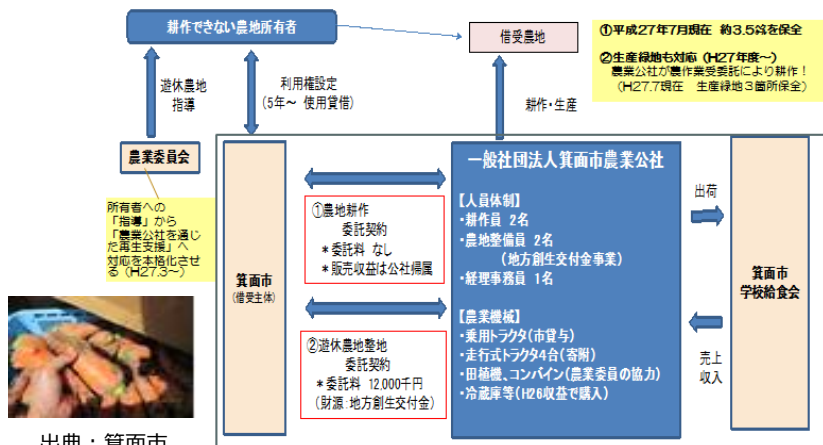 耕作できない農地所有者
借受農地
①平成27年7月現在 約3.5㌶を保全
②生産緑地も対応(H27年度～)
農業公社が農作業受委託により耕作!
(H27.7現在 生産緑地3箇所保全)
遊休農地
指導
利用権設定
(5年～ 使用貸借)
耕作・生産
農業委員会
所有者への
「指導」から
「農業公社を通じ
た再生支援」へ
対応を本格化させ
る(H27.3～)
箕面市
(借受主体)
①農地耕作
委託契約
*委託料 なし
*販売収益は公社帰属
②遊休農地整地
委託契約
*委託料 12,000千円
(財源:地方創生交付金)
一般社団法人箕面市農業公社
【人員体制】
・耕作員 2名
・農地整備員 2名
(地方創生交付金事業)
・経理事務員 1名
【農業機械】
・乗用トラクタ(市貸与)
・走行式トラクタ4台(寄附)
・田植機、コンバイン(農業委員の協力)
・冷蔵庫等(H26収益で購入)
出荷
売上
収入
箕面市
学校給食会
出典:箕面市